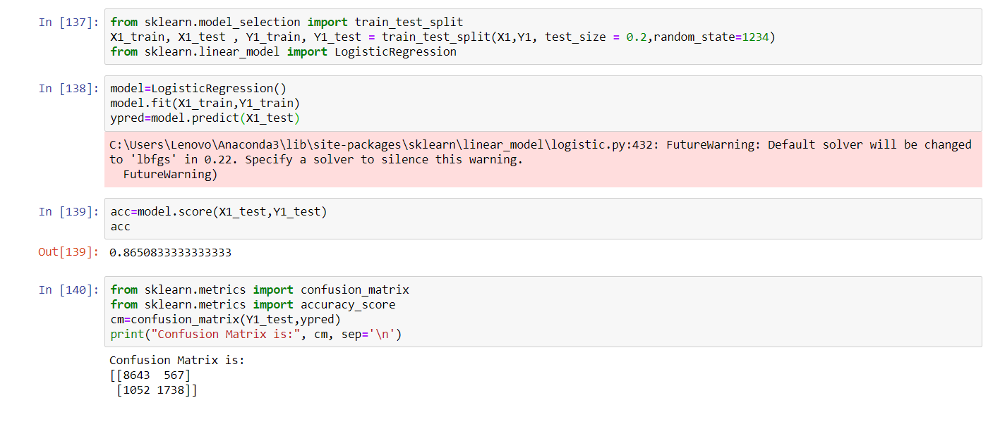 In [137]: from sklearn.model_selection import train_test_split
X1_train, X1_test , Y1_train, Y1_test = train_test_split(X1,Y1, test_size = 0.2,random_state=1234)
from sklearn.linear_model import LogisticRegression
In [138]: model=LogisticRegression()
model.fit(X1_train,Y1_train)
ypred=model.predict(X1_test)
C:\Users\Lenovo\Anaconda3\lib\site-packages\sklearn\linear_model\logistic.py:432: FutureWarning: Default solver will be changed
to 'lbfgs' in 0.22. Specify a solver to silence this warning.
  FutureWarning)
In [139]: acc=model.score(X1_test,Y1_test)
acc
Out[139]: 0.8650833333333333
In [140]: from sklearn.metrics import confusion_matrix
from sklearn.metrics import accuracy_score
cm=confusion_matrix(Y1_test,ypred)
print("Confusion Matrix is:", cm, sep='\n')
Confusion Matrix is:
[[8643  567]
 [1052 1738]]